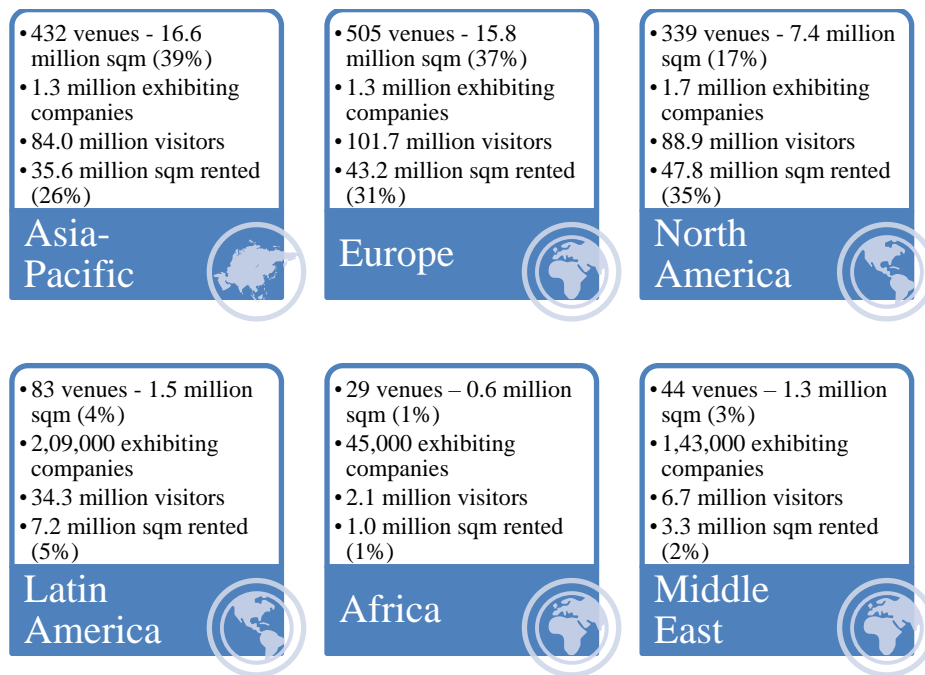 • 432 venues - 16.6
million sqm (39%)
• 1.3 million exhibiting
companies
• 84.0 million visitors
• 35.6 million sqm rented
(26%)
Asia-
Pacific
• 505 venues - 15.8
million sqm (37%)
• 1.3 million exhibiting
companies
• 101.7 million visitors
• 43.2 million sqm rented
(31%)
Europe
• 339 venues - 7.4 million
sqm (17%)
• 1.7 million exhibiting
companies
• 88.9 million visitors
• 47.8 million sqm rented
(35%)
North
America
• 83 venues - 1.5 million
sqm (4%)
• 2,09,000 exhibiting
companies
• 34.3 million visitors
• 7.2 million sqm rented
(5%)
Latin
America
• 29 venues – 0.6 million
sqm (1%)
• 45,000 exhibiting
companies
• 2.1 million visitors
• 1.0 million sqm rented
(1%)
Africa
• 44 venues – 1.3 million
sqm (3%)
• 1,43,000 exhibiting
companies
• 6.7 million visitors
• 3.3 million sqm rented
(2%)
Middle
East